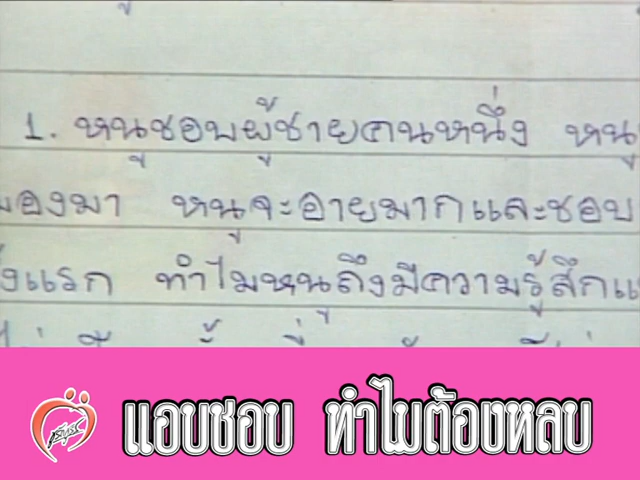 1. หนูชอบผู้ชายคนหนึ่ง หนู
มองมา หนูจะอายมากและชอบ
แรก ทำไมหนูถึงมีความรู้สึก
แอบชอบ ทำไมต้องหลบ